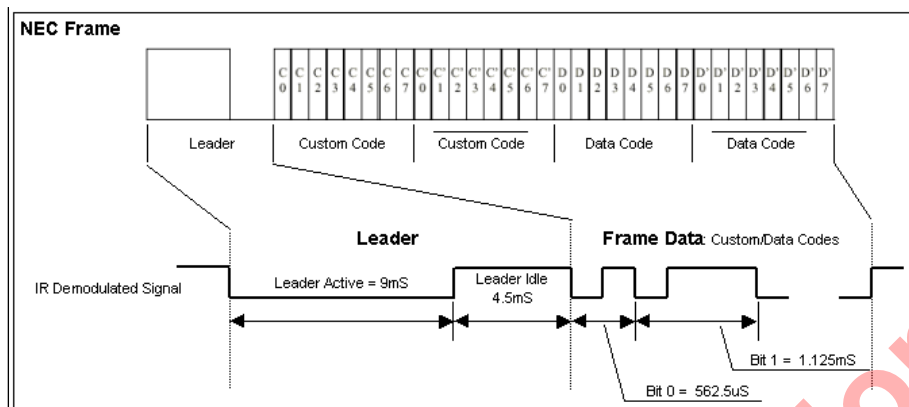 NEC Frame
C 0 C 1 C 2 C 3 C 4 C 5 C 6 C 7 C' 0 C' 1 C' 2 C' 3 C' 4 C' 5 C' 6 C' 7 D 0 D 1 D 2 D 3 D 4 D 5 D 6 D 7 D' 0 D' 1 D' 2 D' 3 D' 4 D' 5 D' 6 D' 7
Leader Custom Code Custom Code Data Code Data Code
Leader Frame Data: Custom/Data Codes
IR Demodulated Signal
Leader Active = 9mS
Leader Idle
4.5mS
Bit 1 = 1.125mS
Bit 0 = 562.5uS